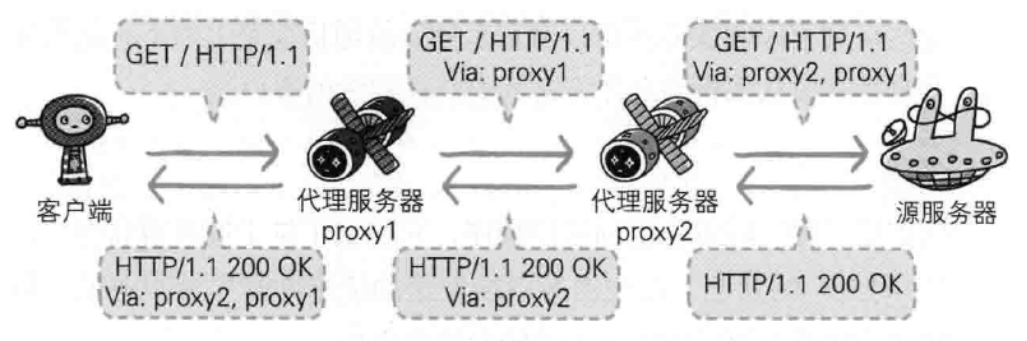 GET / HTTP/1.1
GET / HTTP/1.1
Via: proxy1
GET / HTTP/1.1
Via: proxy2, proxy1
客户端
代理服务器
proxy1
代理服务器
proxy2
源服务器
HTTP/1.1 200 OK
Via: proxy2, proxy1
HTTP/1.1 200 OK
Via: proxy2
HTTP/1.1 200 OK